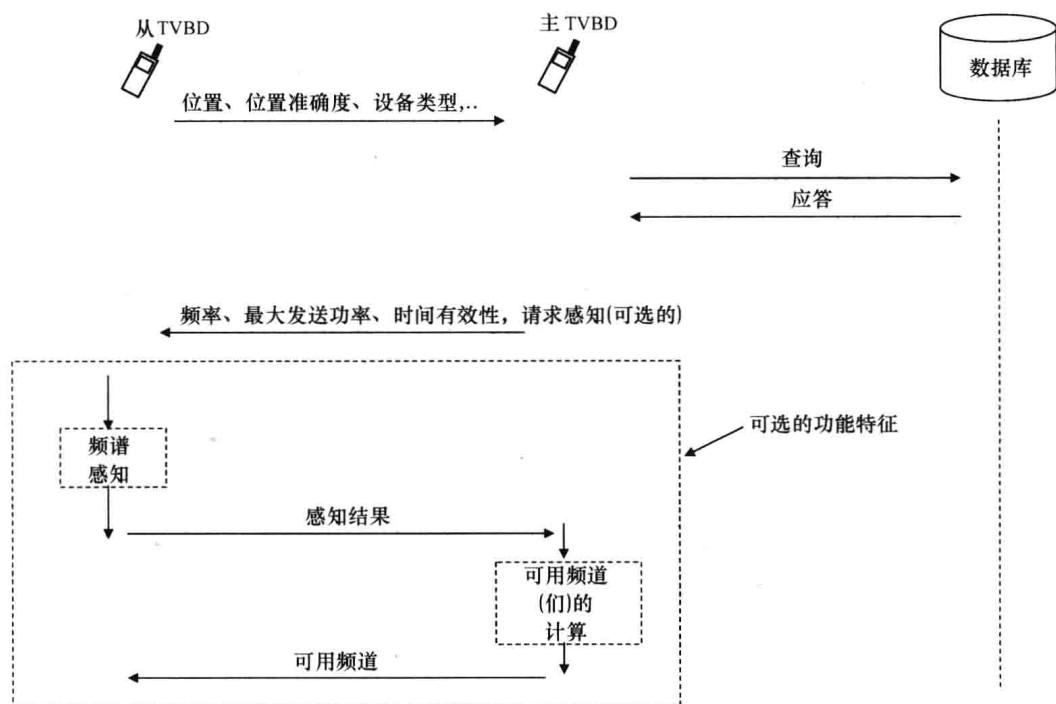 从TVBD
主TVBD
数据库
位置、位置准确度、设备类型,..
查询
应答
频率、最大发送功率、时间有效性，请求感知(可选的)
可选的功能特征
频谱
感知
感知结果
可用频道
(们)的
计算
可用频道